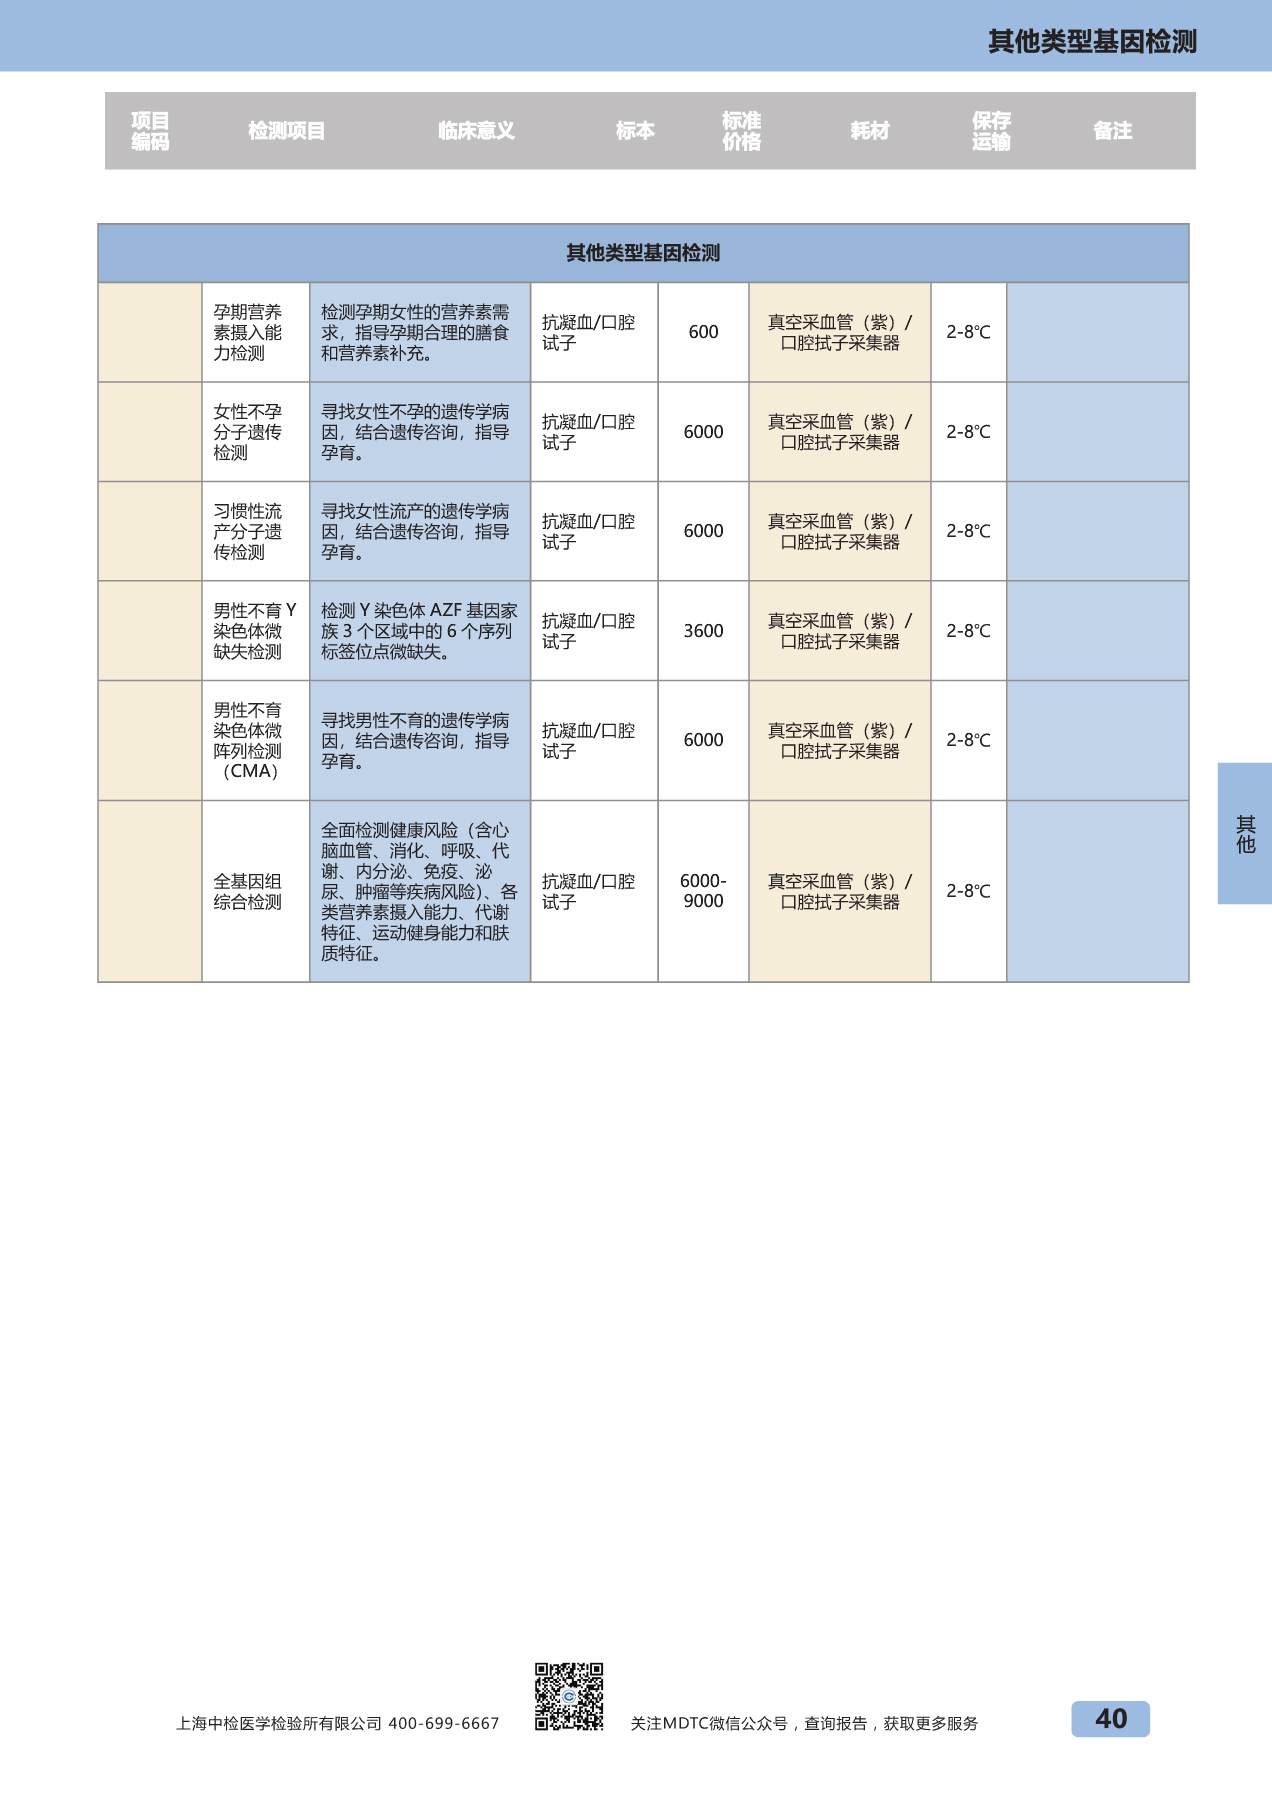 其他类型基因检测
项目
编码
检测项目
临床意义
标本
标准
价格
耗材
保存
运输
备注
其他类型基因检测
孕期营养
素摄入能
力检测
检测孕期女性的营养素需
求，指导孕期合理的膳食
和营养素补充。
抗凝血/口腔
试子
600
真空采血管（紫）/
口腔拭子采集器
2-8℃
女性不孕
分子遗传
检测
寻找女性不孕的遗传学病
因，结合遗传咨询，指导
孕育。
抗凝血/口腔
试子
6000
真空采血管（紫）/
口腔拭子采集器
2-8℃
习惯性流
产分子遗
传检测
寻找女性流产的遗传学病
因，结合遗传咨询，指导
孕育。
抗凝血/口腔
试子
6000
真空采血管（紫）/
口腔拭子采集器
2-8℃
男性不育 Y
染色体微
缺失检测
检测 Y 染色体 AZF 基因家
族 3 个区域中的 6 个序列
标签位点微缺失。
抗凝血/口腔
试子
3600
真空采血管（紫）/
口腔拭子采集器
2-8℃
男性不育
染色体微
阵列检测
（CMA）
寻找男性不育的遗传学病
因，结合遗传咨询，指导
孕育。
抗凝血/口腔
试子
6000
真空采血管（紫）/
口腔拭子采集器
2-8℃
全基因组
综合检测
全面检测健康风险（含心
脑血管、消化、呼吸、代
谢、内分泌、免疫、泌
尿、肿瘤等疾病风险）、各
类营养素摄入能力、代谢
特征、运动健身能力和肤
质特征。
抗凝血/口腔
试子
6000-
9000
真空采血管（紫）/
口腔拭子采集器
2-8℃
其
他
上海中检医学检验所有限公司 400-699-6667
关注MDTC微信公众号，查询报告，获取更多服务
40